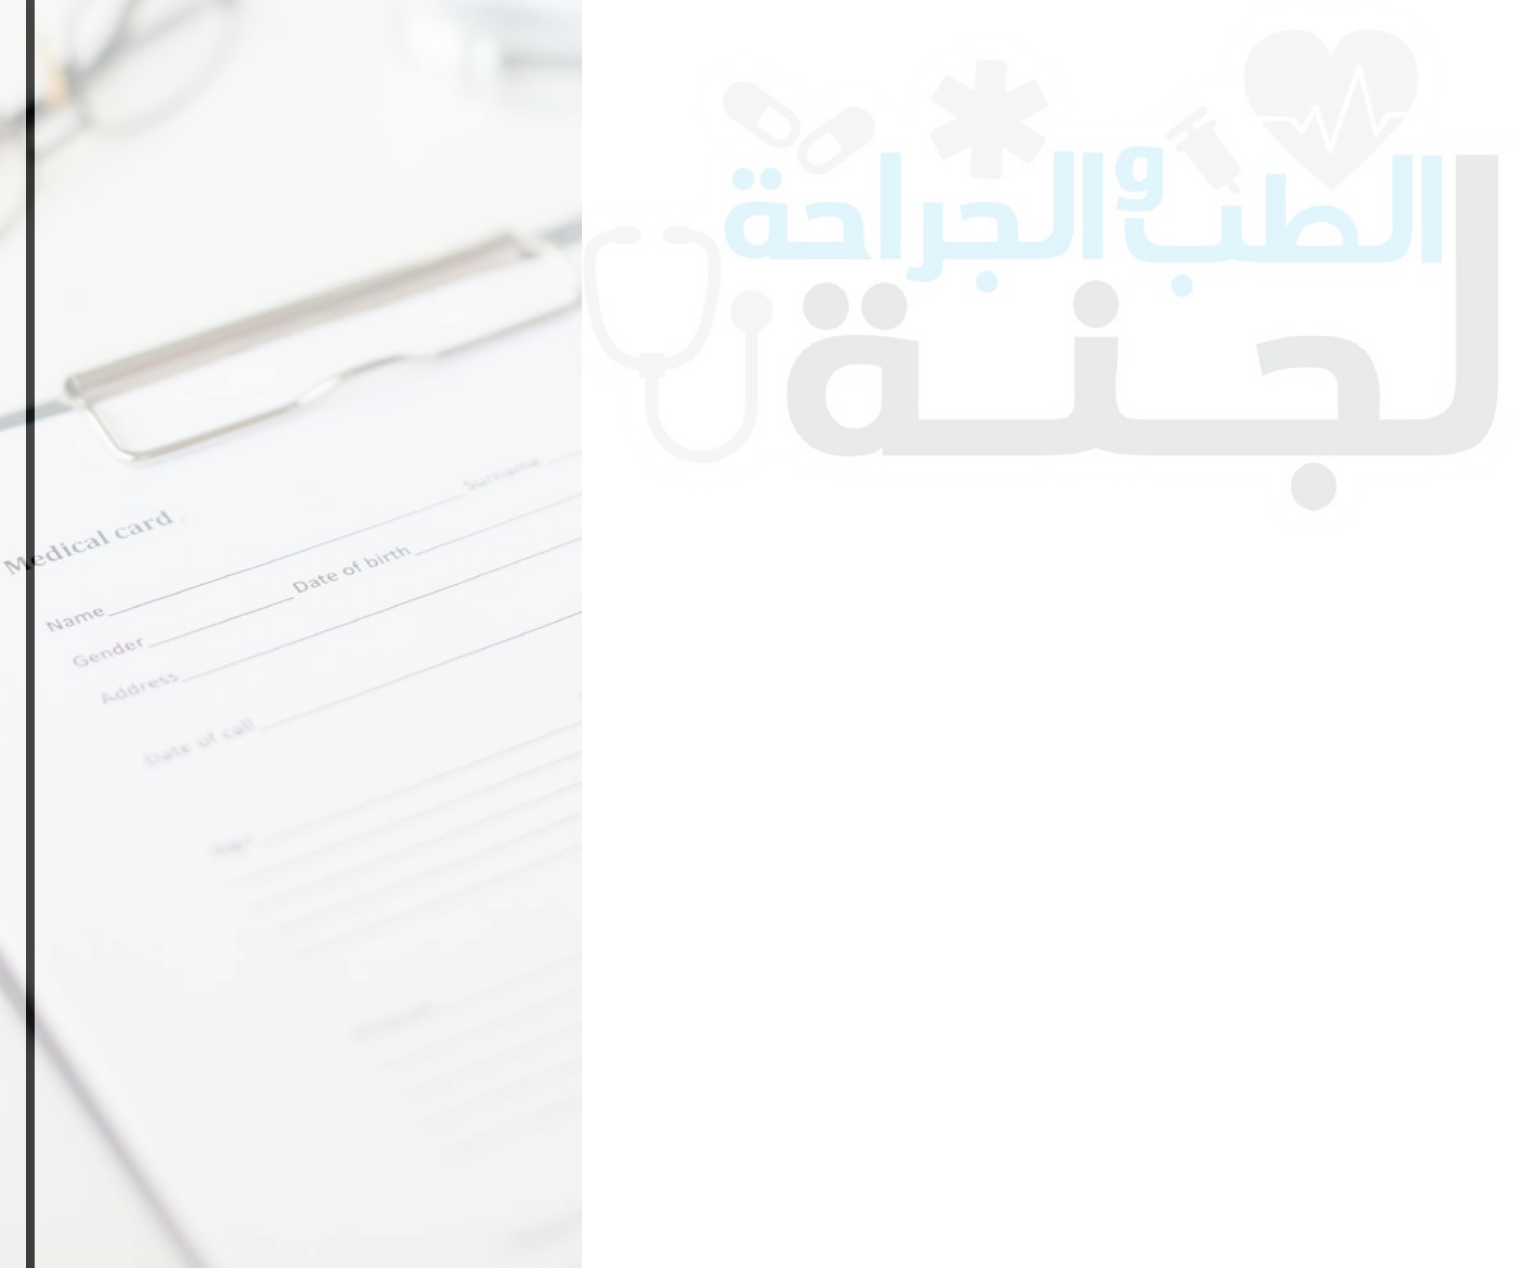 الطب والجراحة
لجنة
Medical card
Name Surname
Gender Date of birth
Address
Date of call